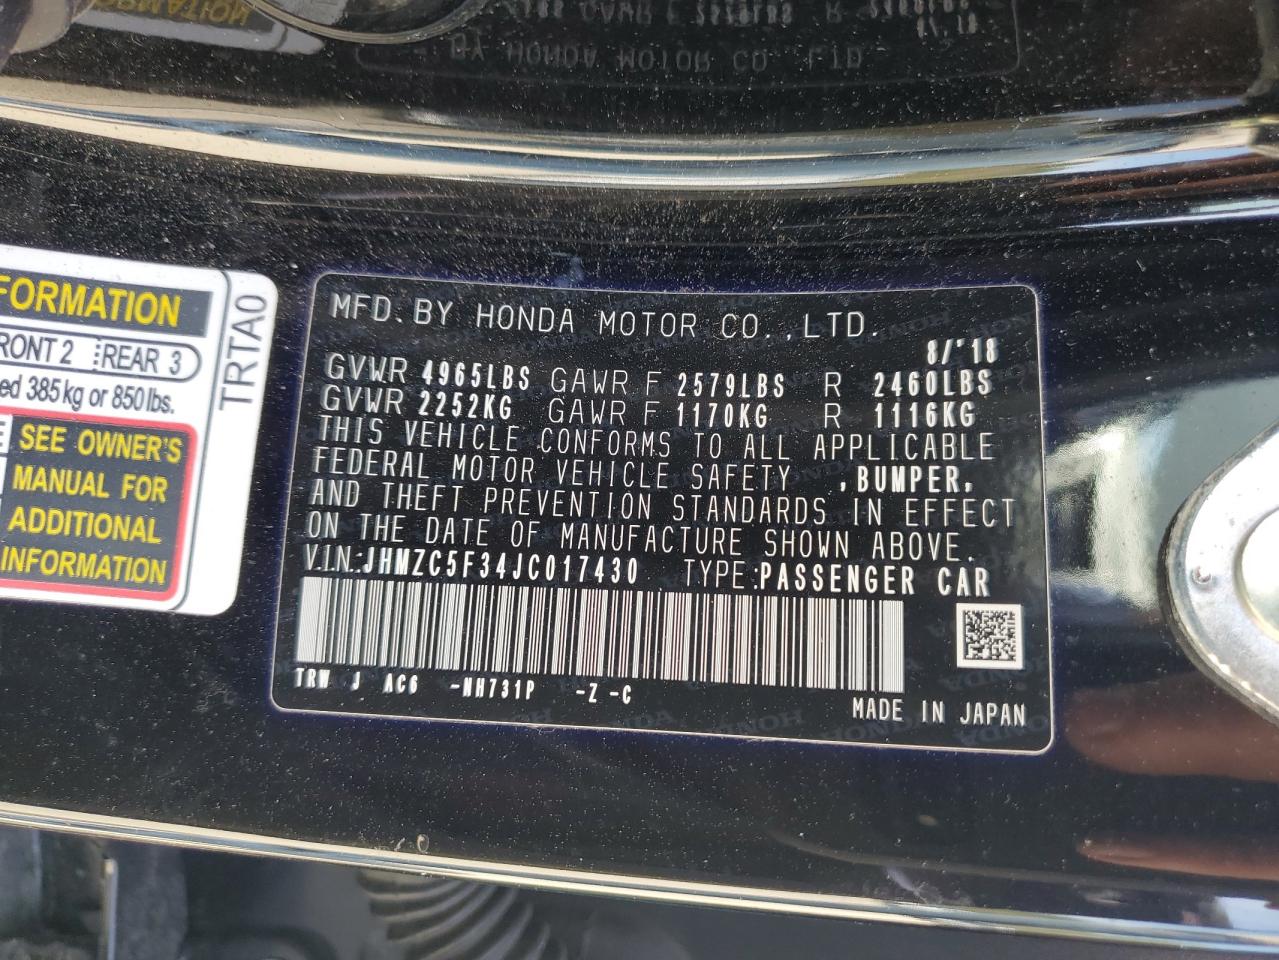 FORMATION
RONT 2 REAR 3
ed 385 kg or 850 lbs.
TRTA0
SEE OWNER'S
MANUAL FOR
ADDITIONAL
INFORMATION
MFD. BY HONDA MOTOR CO.,LTD.
8/'18
GVWR 4965LBS GAWR F 2579LBS R 2460LBS
GVWR 2252KG GAWR F 1170KG R 1116KG
THIS VEHICLE CONFORMS TO ALL APPLICABLE
FEDERAL MOTOR VEHICLE SAFETY ,BUMPER,
AND THEFT PREVENTION STANDARDS IN EFFECT
ON THE DATE OF MANUFACTURE SHOWN ABOVE.
V.I.N.:JHMZC5F34JC017430 TYPE:PASSENGER CAR
TRW J AC6 -NH731P -Z -C
MADE IN JAPAN